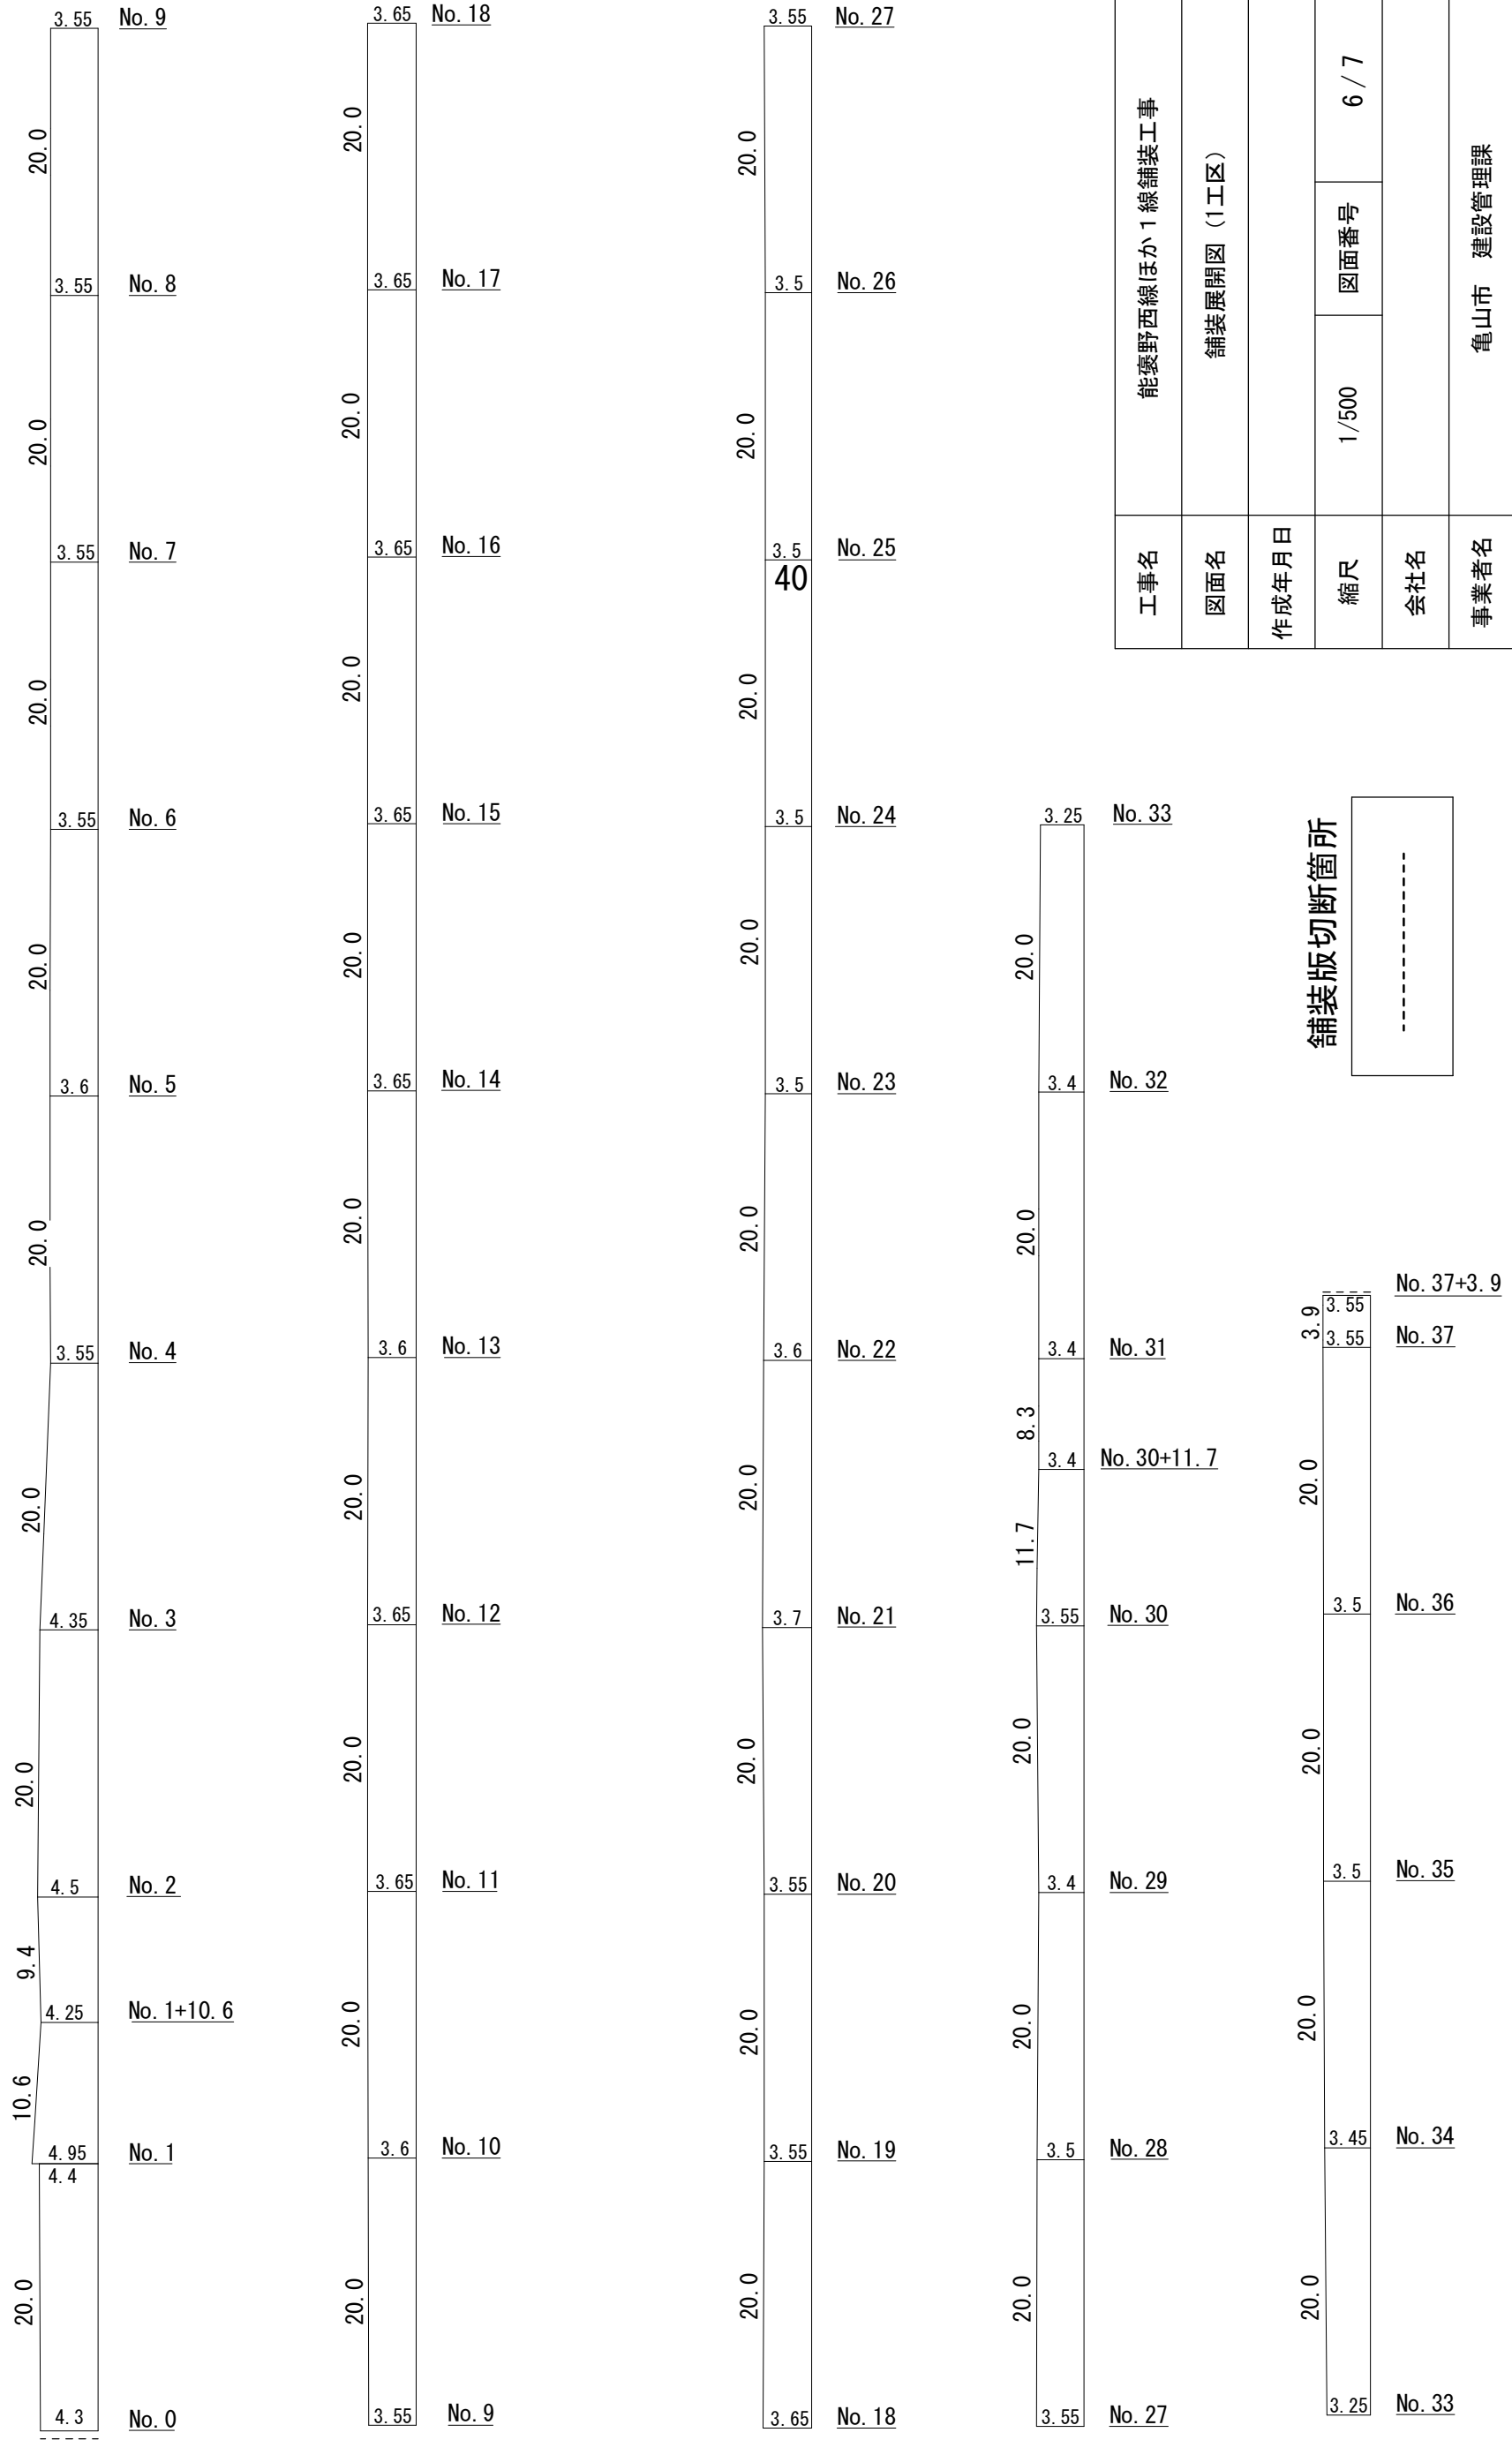 3.55 No.9
20.0
3.55 No.8
20.0
3.55 No.7
20.0
3.55 No.6
20.0
3.6 No.5
20.0
3.55 No.4
20.0
4.35 No.3
20.0
4.5 No.2
9.4
4.25 No.1+10.6
10.6
4.95 No.1
4.4
20.0
4.3 No.0
3.65 No.18
20.0
3.65 No.17
20.0
3.65 No.16
20.0
3.65 No.15
20.0
3.65 No.14
20.0
3.6 No.13
20.0
3.65 No.12
20.0
3.65 No.11
20.0
3.6 No.10
20.0
3.55 No.9
3.55 No.27
20.0
3.5 No.26
20.0
3.5 No.25
40
20.0
3.5 No.24
20.0
3.5 No.23
20.0
3.6 No.22
20.0
3.7 No.21
20.0
3.55 No.20
20.0
3.55 No.19
20.0
3.65 No.18
3.25 No.33
20.0
3.4 No.32
20.0
3.4 No.31
8.3
3.4 No.30+11.7
11.7
3.55 No.30
20.0
3.4 No.29
20.0
3.5 No.28
20.0
3.55 No.27
No.37+3.9
3.55
3.9
3.55 No.37
20.0
3.5 No.36
20.0
3.5 No.35
20.0
3.45 No.34
20.0
3.25 No.33
舗装版切断箇所
工事名 能褒野西線ほか1線舗装工事
図面名 舗装展開図(1工区)
作成年月日
縮尺 1/500 図面番号 6/7
会社名
事業者名 亀山市 建設管理課